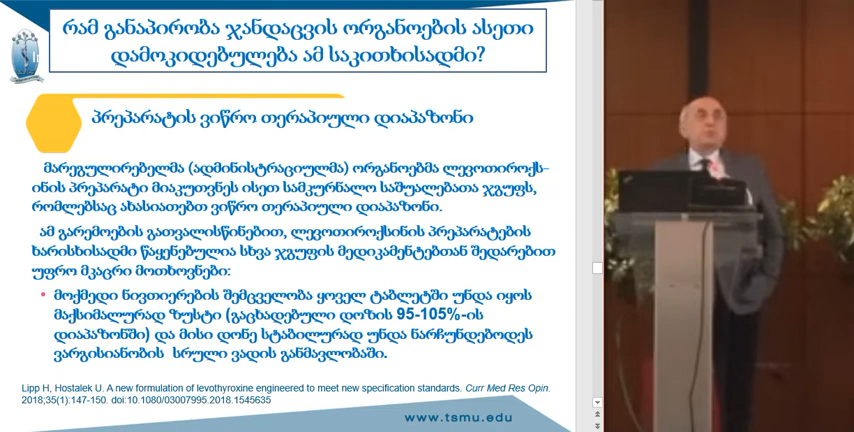 რამ განაპირობა ჯანდაცვის ორგანოების ასეთი
დამოკიდებულება ამ საკითხისადმი?
პრეპარატის ვიწრო თერაპიული დიაპაზონი
მარეგულირებელმა (ადმინისტრაციულმა) ორგანოებმა ლევოთიროქს-
ინის პრეპარატი მიაკუთვნეს ისეთ სამკურნალო საშუალებათა ჯგუფს,
რომლებსაც ახასიათებთ ვიწრო თერაპიული დიაპაზონი.
ამ გარემოების გათვალისწინებით, ლევოთიროქსინის პრეპარატების
ხარისხისადმი წაყენებულია სხვა ჯგუფის მედიკამენტებთან შედარებით
უფრო მკაცრი მოთხოვნები:
• მოქმედი ნივთიერების შემცველობა ყოველ ტაბლეტში უნდა იყოს
მაქსიმალურად ზუსტი (გაცხადებული დოზის 95-105%-ის
დიაპაზონში) და მისი დონე სტაბილურად უნდა ნარჩუნდებოდეს
ვარგისიანობის სრული ვადის განმავლობაში.
Lipp H, Hostalek U. A new formulation of levothyroxine engineered to meet new specification standards. Curr Med Res Opin.
2018;35(1):147-150. doi:10.1080/03007995.2018.1545635
www.tsmu.edu